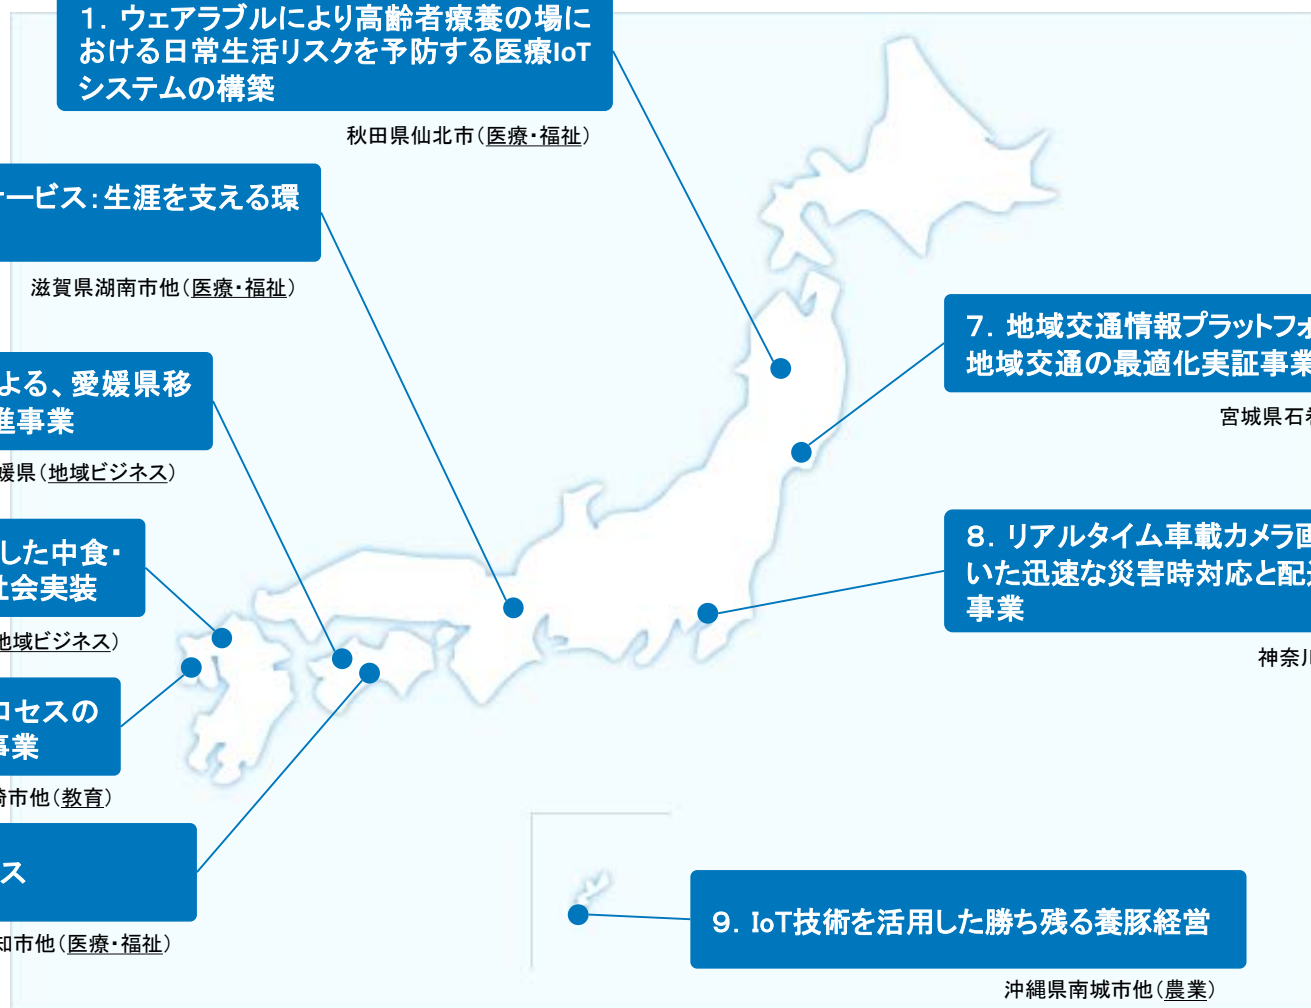 1．ウェアラブルにより高齢者療養の場に
おける日常生活リスクを予防する医療IoT
システムの構築
秋田県仙北市（医療・福祉）
ービス：生涯を支える環
滋賀県湖南市他（医療・福祉）
よる、愛媛県移
進事業
媛県（地域ビジネス）
した中食・
社会実装
地域ビジネス）
ロセスの
事業
崎市他（教育）
ス
知市他（医療・福祉）
7．地域交通情報プラットフォ
地域交通の最適化実証事業
宮城県石巻
8．リアルタイム車載カメラ画
いた迅速な災害時対応と配送
事業
神奈川
9．IoT技術を活用した勝ち残る養豚経営
沖縄県南城市他（農業）